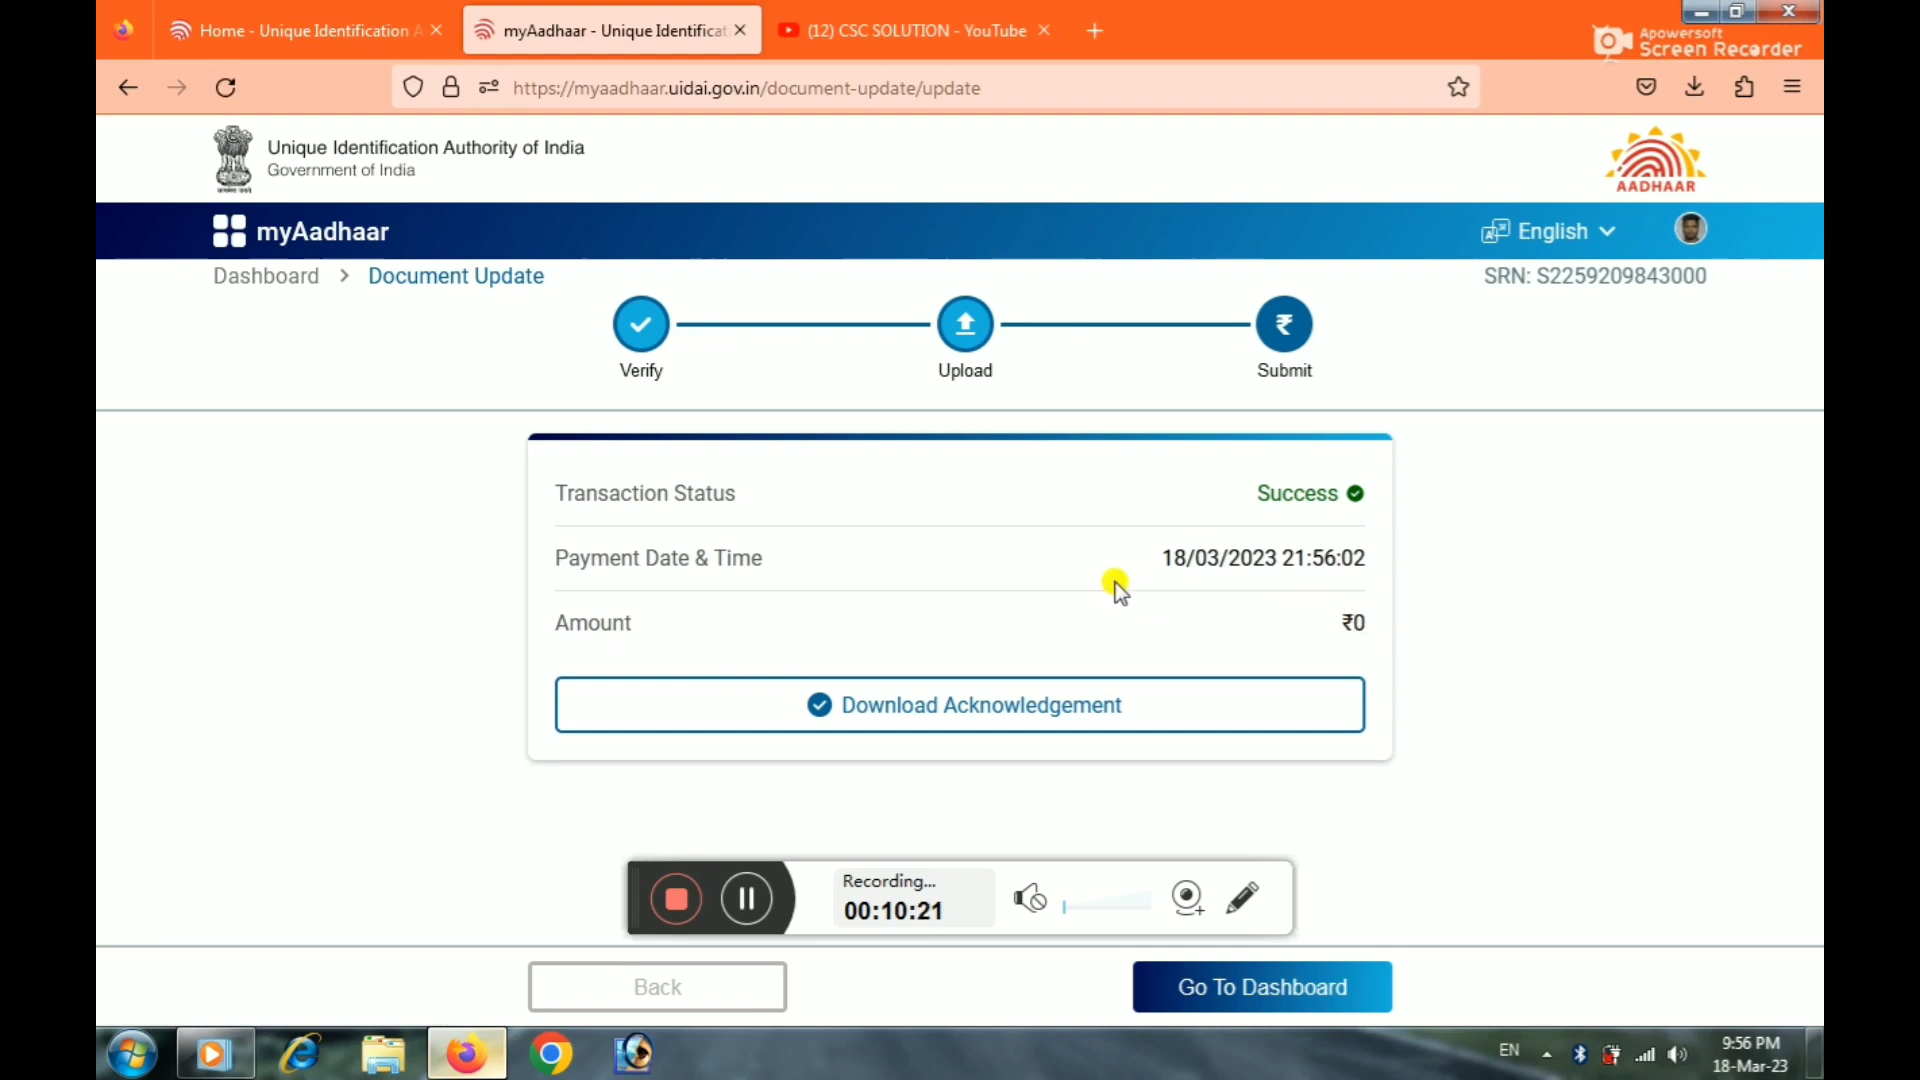 Home - Unique Identification A
myAadhaar - Unique Identificat
(12) CSC SOLUTION - YouTube
Apowersoft
Screen Recorder
https://myaadhaar.uidai.gov.in/document-update/update
Unique Identification Authority of India
Government of India
AADHAAR
myAadhaar
English
Dashboard > Document Update
SRN: S2259209843000
₹
Verify
Upload
Submit
Transaction Status
Success
Payment Date & Time
18/03/2023 21:56:02
Amount
₹0
Download Acknowledgement
Recording...
00:10:21
Back
Go To Dashboard
EN
9:56 PM
18-Mar-23